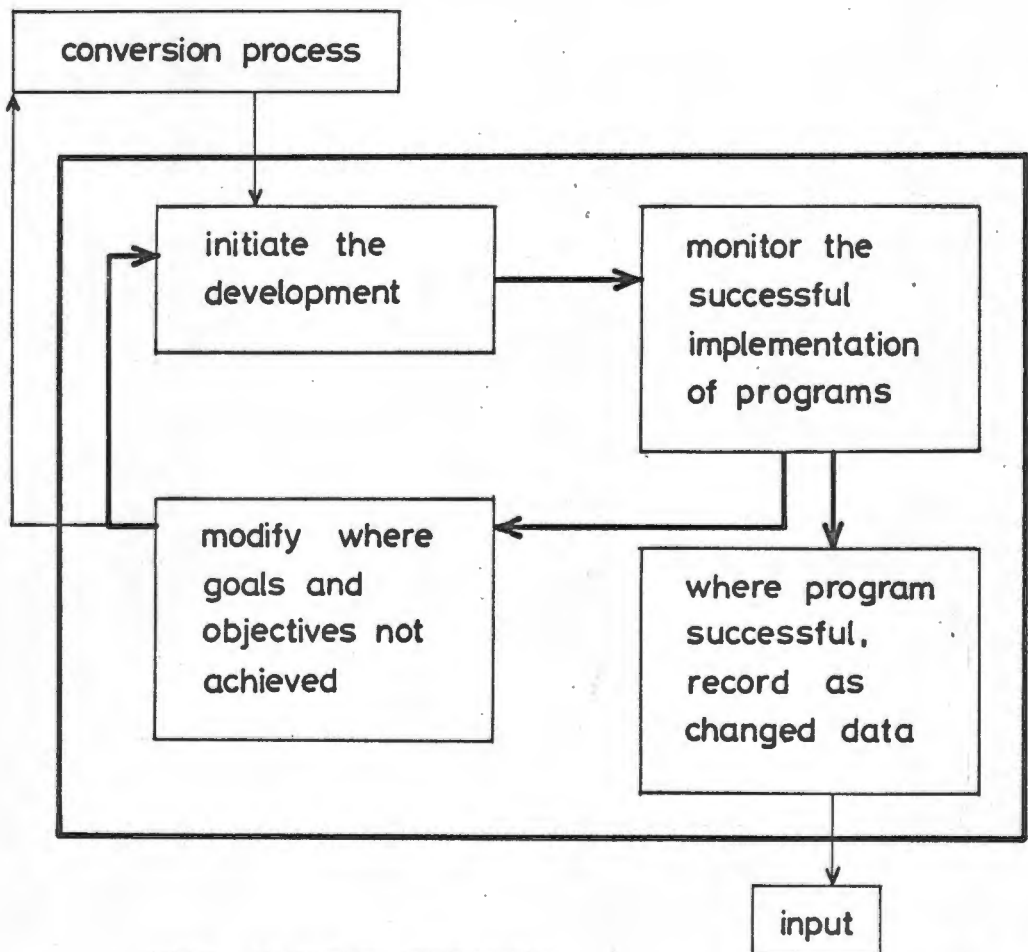 conversion process
initiate the
development
monitor the
successful
implementation
of programs
modify where
goals and
objectives not
achieved
where program
successful,
record as
changed data
input